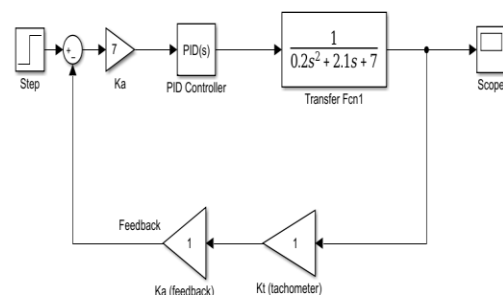 Step
+
-
7
Ka
PID(s)
PID Controller
1
0.2s² + 2.1s + 7
Transfer Fcn1
Scope
Feedback
1
Ka (feedback)
1
Kt (tachometer)